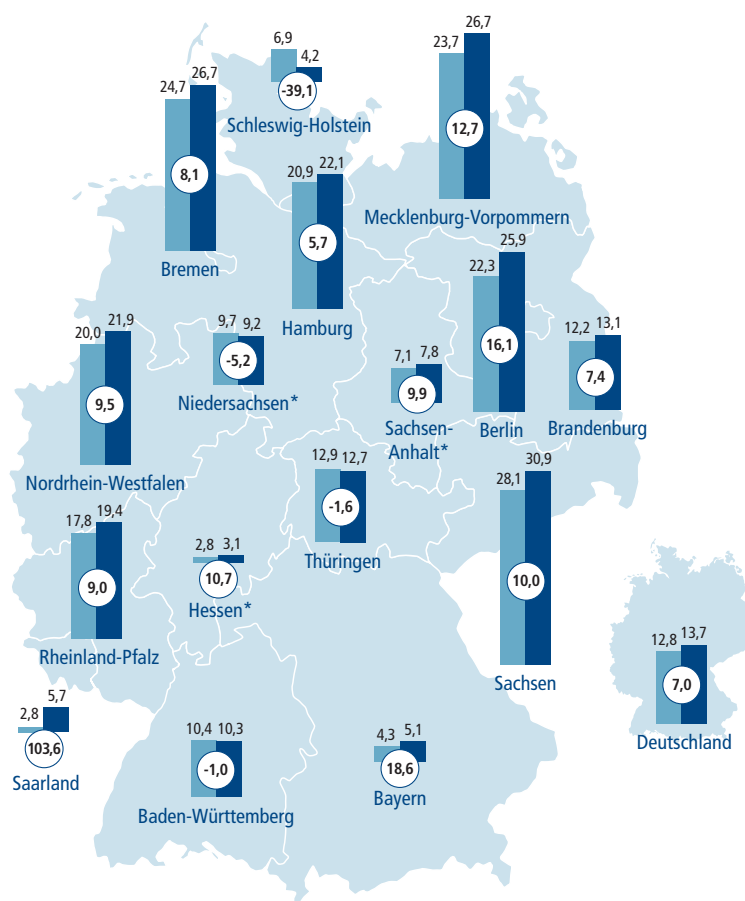 6,9 4,2
-39,1
Schleswig-Holstein
23,7 26,7
12,7
Mecklenburg-Vorpommern
24,7 26,7
8,1
Bremen
20,9 22,1
5,7
Hamburg
22,3 25,9
16,1
Berlin
20,0 21,9
9,5
Nordrhein-Westfalen
9,7 9,2
-5,2
Niedersachsen*
7,1 7,8
9,9
Sachsen-
Anhalt*
12,2 13,1
7,4
Brandenburg
12,9 12,7
-1,6
Thüringen
28,1 30,9
10,0
Sachsen
17,8 19,4
9,0
Rheinland-Pfalz
2,8 3,1
10,7
Hessen*
12,8 13,7
7,0
Deutschland
2,8 5,7
103,6
Saarland
10,4 10,3
-1,0
Baden-Württemberg
4,3 5,1
18,6
Bayern